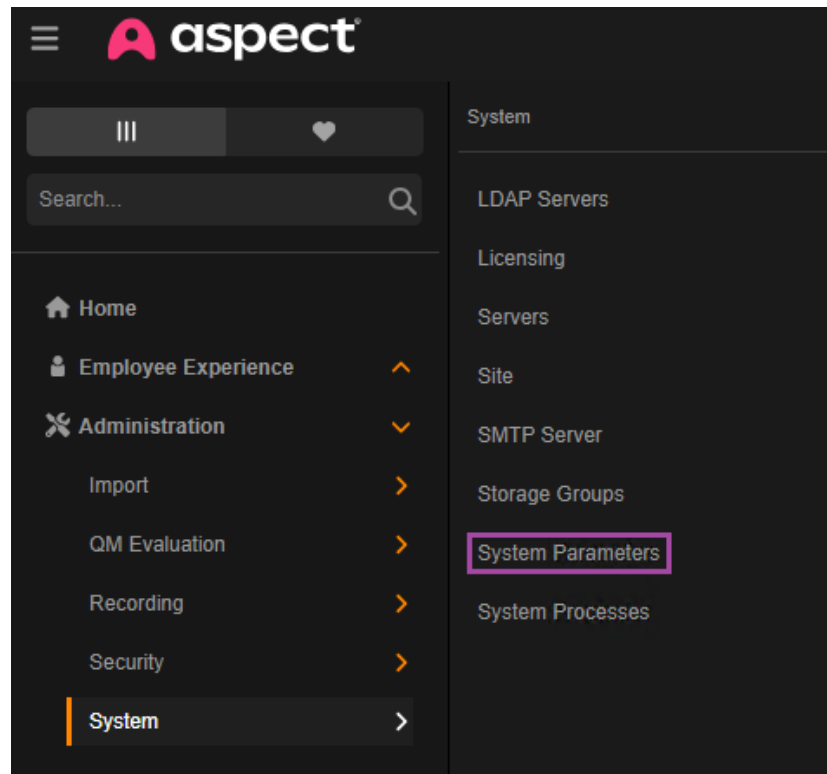 aspect
Search...
Home
Employee Experience
Administration
Import
QM Evaluation
Recording
Security
System
System
LDAP Servers
Licensing
Servers
Site
SMTP Server
Storage Groups
System Parameters
System Processes